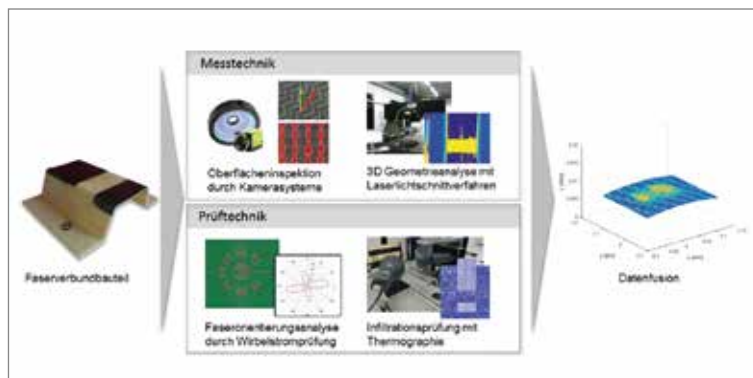 Messtechnik
Oberflächeninspektion
durch Kamerasysteme
3D Geometrieanalyse mit
Laserlichtschnittverfahren
Prüftechnik
Faserorientierungsanalyse
durch Wirbelstromprüfung
Infiltrationsprüfung mit
Thermographie
Faserverbundbauteil
Datenfusion